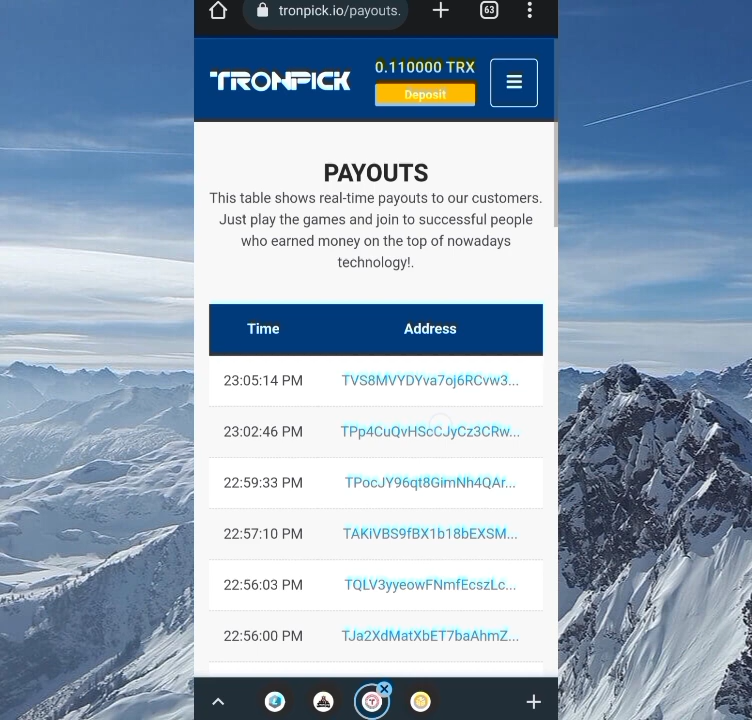 tronpick.io/payouts.
63
TRONPICK
0.110000 TRX
Deposit
PAYOUTS
This table shows real-time payouts to our customers.
Just play the games and join to successful people
who earned money on the top of nowadays
technology!.
Time Address
23:05:14 PM TVS8MVYDYva7oj6RCvw3...
23:02:46 PM TPp4CuQvHScCJyCz3CRw...
22:59:33 PM TPocJY96qt8GimNh4QAr...
22:57:10 PM TAKiVBS9fBX1b18bEXSM...
22:56:03 PM TQLV3yyeowFNmfEcszLc...
22:56:00 PM TJa2XdMatXbET7baAhmZ...